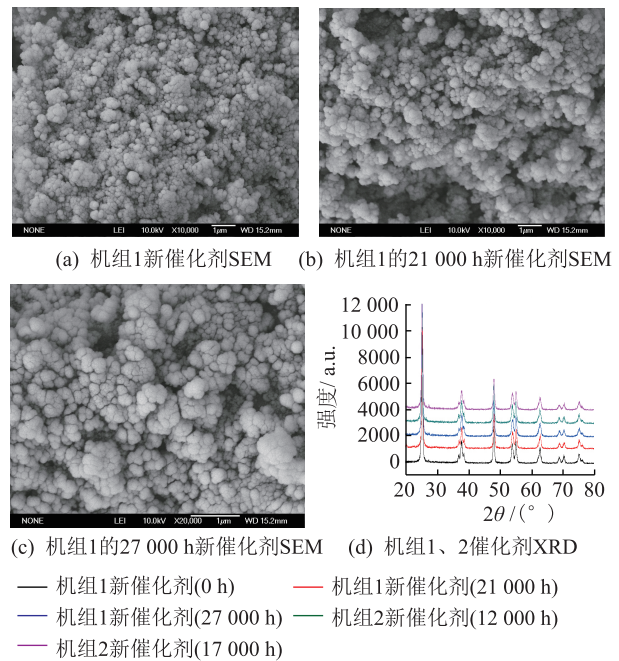 NONE LEI 10.0kV X10,000 1μm WD 15.2mm
NONE LEI 10.0kV X10,000 1μm WD 15.2mm
(a) 机组1新催化剂SEM
(b) 机组1的21 000 h新催化剂SEM
NONE LEI 10.0kV X20,000 1μm WD 15.2mm
12 000
10 000
8000
6000
4000
2000
0
强度/ a.u.
20 30 40 50 60 70 80
2θ /(°)
(c) 机组1的27 000 h新催化剂SEM
(d) 机组1、2催化剂XRD
机组1新催化剂(0 h)
机组1新催化剂(21 000 h)
机组1新催化剂(27 000 h)
机组2新催化剂(12 000 h)
机组2新催化剂(17 000 h)